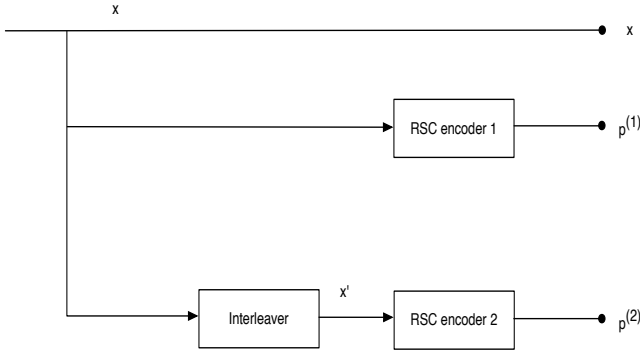 x
x
RSC encoder 1
p(1)
Interleaver
x'
RSC encoder 2
p(2)